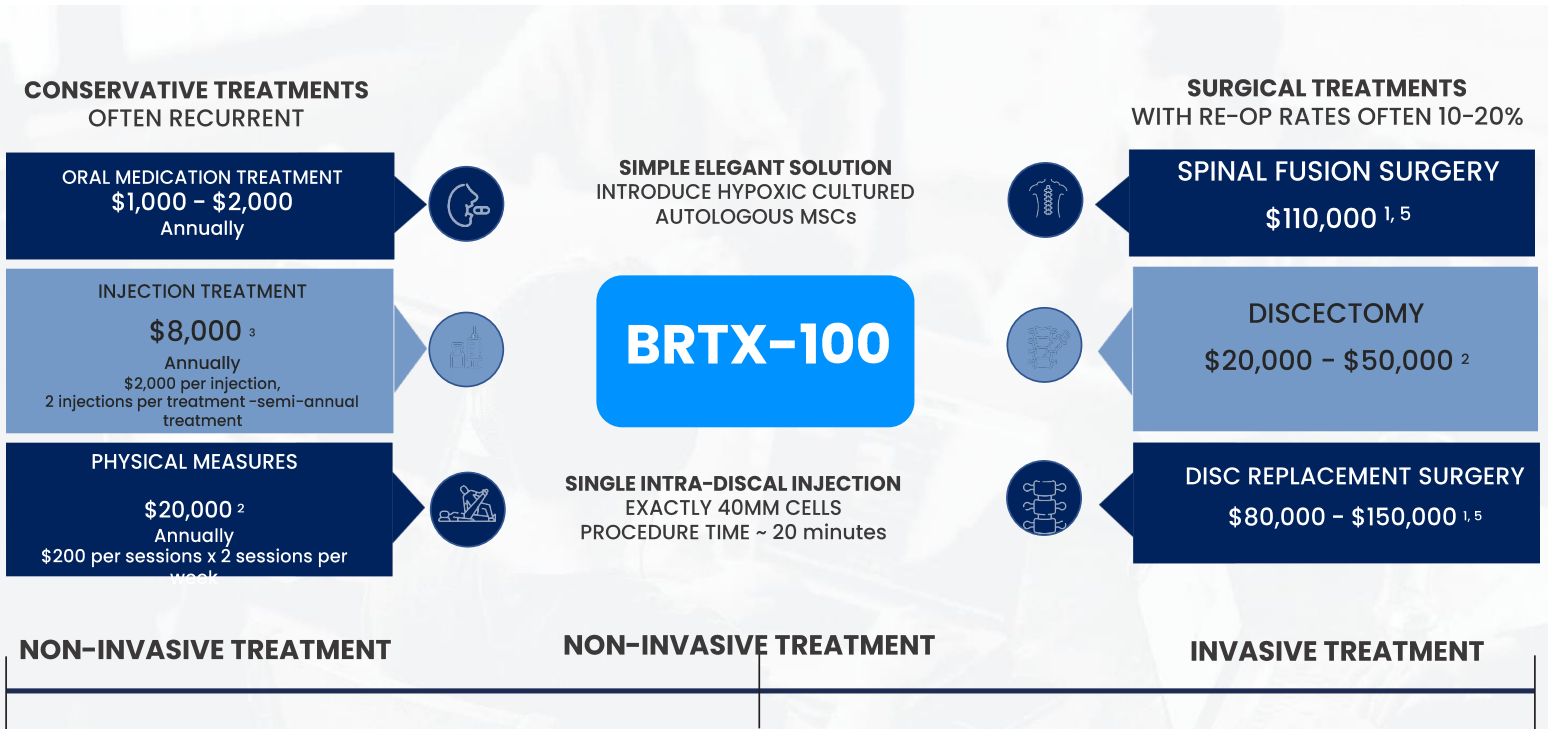 CONSERVATIVE TREATMENTS
OFTEN RECURRENT
ORAL MEDICATION TREATMENT
$1,000 - $2,000
Annually
INJECTION TREATMENT
$8,000 3
Annually
$2,000 per injection,
2 injections per treatment -semi-annual
treatment
PHYSICAL MEASURES
$20,000 2
Annually
$200 per sessions x 2 sessions per
week
NON-INVASIVE TREATMENT
SIMPLE ELEGANT SOLUTION
INTRODUCE HYPOXIC CULTURED
AUTOLOGOUS MSCs
BRTX-100
SINGLE INTRA-DISCAL INJECTION
EXACTLY 40MM CELLS
PROCEDURE TIME ~ 20 minutes
NON-INVASIVE TREATMENT
SURGICAL TREATMENTS
WITH RE-OP RATES OFTEN 10-20%
SPINAL FUSION SURGERY
$110,000 1, 5
DISCECTOMY
$20,000 - $50,000 2
DISC REPLACEMENT SURGERY
$80,000 - $150,000 1, 5
INVASIVE TREATMENT